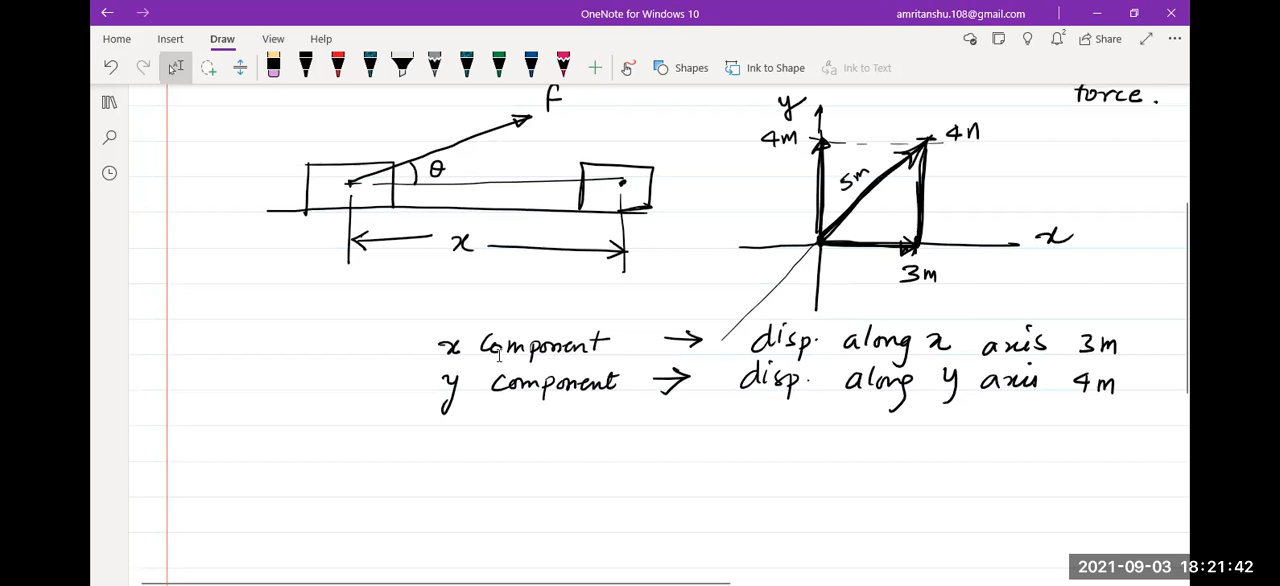 OneNote for Windows 10
amritanshu.108@gmail.com
Home Insert Draw View Help
Share
Shapes
Ink to Shape
Ink to Text
force.
F
θ
x
y
4m
4n
5m
x
3m
x component → disp. along x axis 3m
y component → disp. along y axis 4m
2021-09-03 18:21:42